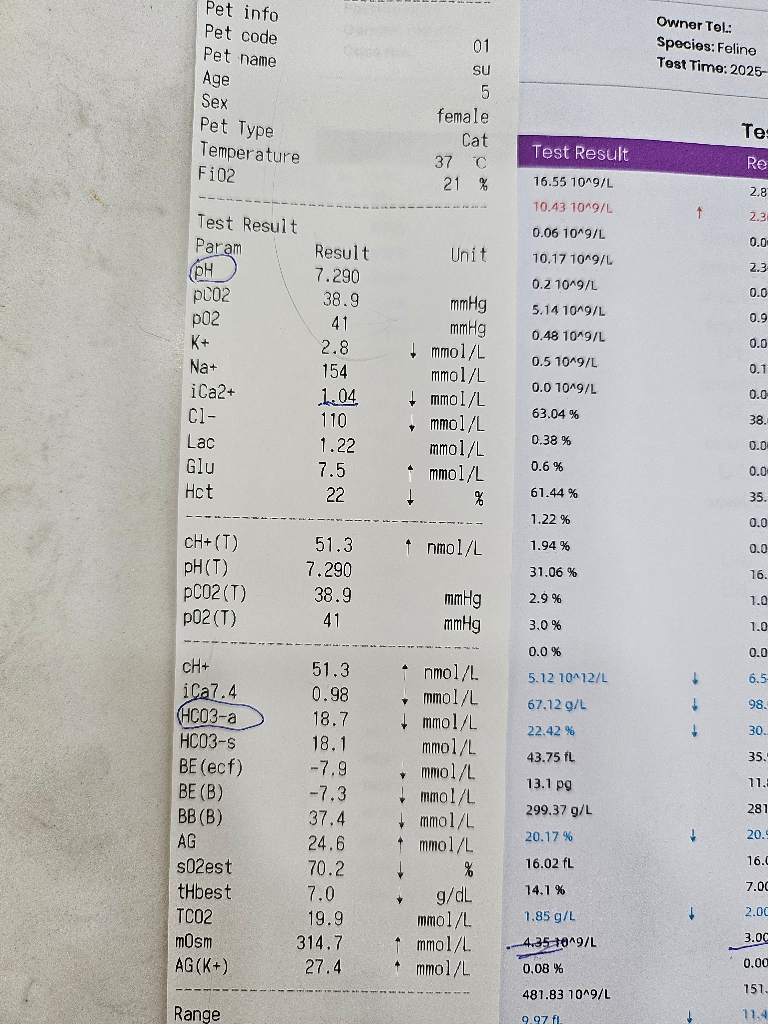 Pet info
Pet code 01
Pet name su
Age 5
Sex female
Pet Type Cat
Temperature 37 ℃
FiO2 21 %
Test Result
Param Result Unit
pH 7.290
pCO2 38.9 mmHg
pO2 41 mmHg
K+ 2.8 ↓ mmol/L
Na+ 154 mmol/L
iCa2+ 1.04 ↓ mmol/L
Cl- 110 ↓ mmol/L
Lac 1.22 mmol/L
Glu 7.5 ↑ mmol/L
Hct 22 ↓ %
cH+(T) 51.3 ↑ nmol/L
pH(T) 7.290
pCO2(T) 38.9 mmHg
pO2(T) 41 mmHg
cH+ 51.3 ↑ nmol/L
iCa7.4 0.98 ↓ mmol/L
HCO3-a 18.7 ↓ mmol/L
HCO3-s 18.1 mmol/L
BE(ecf) -7.9 ↓ mmol/L
BE(B) -7.3 ↓ mmol/L
BB(B) 37.4 ↓ mmol/L
AG 24.6 ↑ mmol/L
sO2est 70.2 ↓ %
tHbest 7.0 ↓ g/dL
TCO2 19.9 mmol/L
mOsm 314.7 ↑ mmol/L
AG(K+) 27.4 ↑ mmol/L
Range
Owner Tel.:
Species: Feline
Test Time: 2025-
Te
Test Result Re
16.55 10^9/L 2.8
10.43 10^9/L ↑ 2.3
0.06 10^9/L 0.0
10.17 10^9/L 2.3
0.2 10^9/L 0.0
5.14 10^9/L 0.9
0.48 10^9/L 0.0
0.5 10^9/L 0.1
0.0 10^9/L 0.0
63.04 % 38.
0.38 % 0.0
0.6 % 0.0
61.44 % 35.
1.22 % 0.0
1.94 % 0.0
31.06 % 16.
2.9 % 1.0
3.0 % 1.0
0.0 % 0.0
5.12 10^12/L ↓ 6.5
67.12 g/L ↓ 98.
22.42 % ↓ 30.
43.75 fL 35.
13.1 pg 11.
299.37 g/L 281
20.17 % ↓ 20.
16.02 fL 16.0
14.1 % 7.00
1.85 g/L ↓ 2.00
4.35 10^9/L 3.00
0.08 % 0.00
481.83 10^9/L 151.
9.97 fL ↓ 11.4